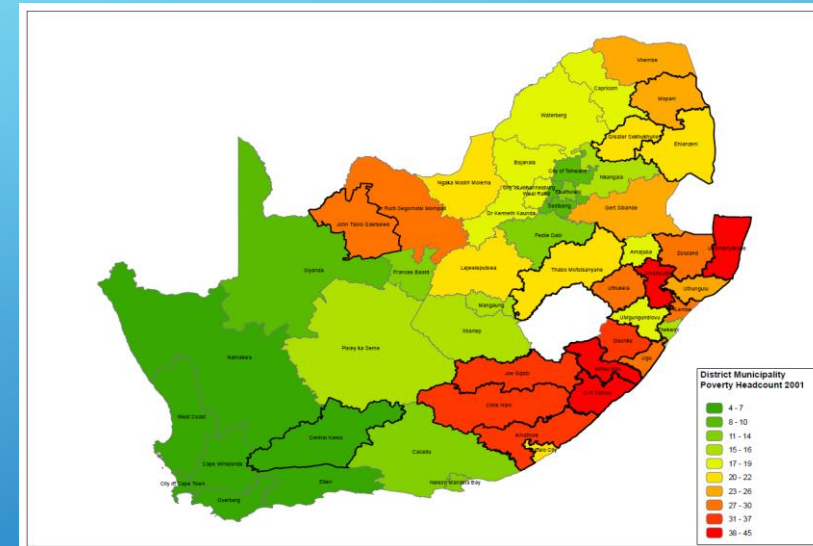 Vhembe
Capricorn
Mopani
Waterberg
Greater Sekhukhune
Ehlanzeni
Bojanala
City of Tshwane
Nkangala
Ngaka Modiri Molema
City of Johannesburg
West Rand
Ekurhuleni
Sedibeng
Dr Ruth Segomotsi Mompati
John Taolo Gaetsewe
Dr Kenneth Kaunda
Gert Sibande
Fezile Dabi
Siyanda
Frances Baard
Lejweleputswa
Thabo Mofutsanyane
Amajuba
Zululand
Uthukela
Uthungulu
Mangaung
UMgungundlovu
Xhariep
Pixley ka Seme
Namakwa
Sisonke
Ugu
Joe Gqabi
Chris Hani
West Coast
Central Karoo
Amathole
Buffalo City
Cape Winelands
Cacadu
City of Cape Town
Eden
Nelson Mandela Bay
Overberg
District Municipality
Poverty Headcount 2001
4 - 7
8 - 10
11 - 14
15 - 16
17 - 19
20 - 22
23 - 26
27 - 30
31 - 37
38 - 45